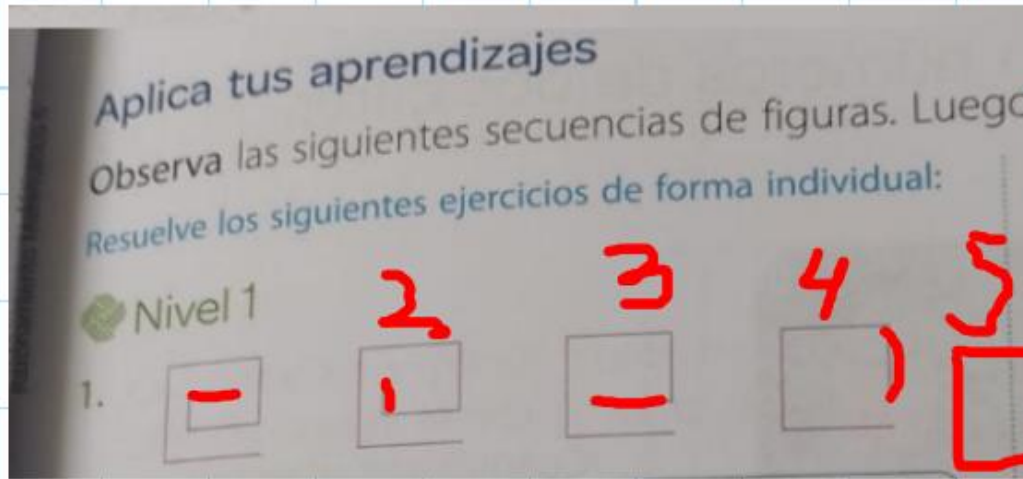 Aplica tus aprendizajes
Observa las siguientes secuencias de figuras. Luego
Resuelve los siguientes ejercicios de forma individual:
Nivel 1
2 3 4 5
1.